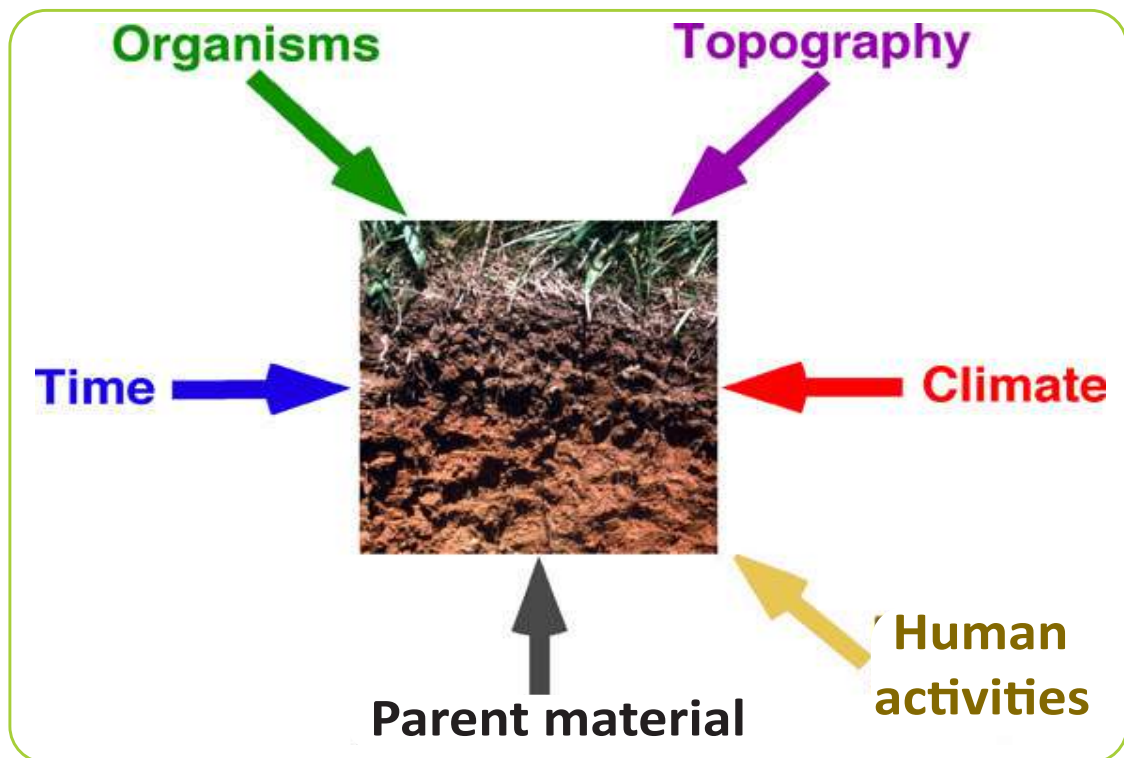 Organisms
Topography
Time
Climate
Human
activities
Parent material